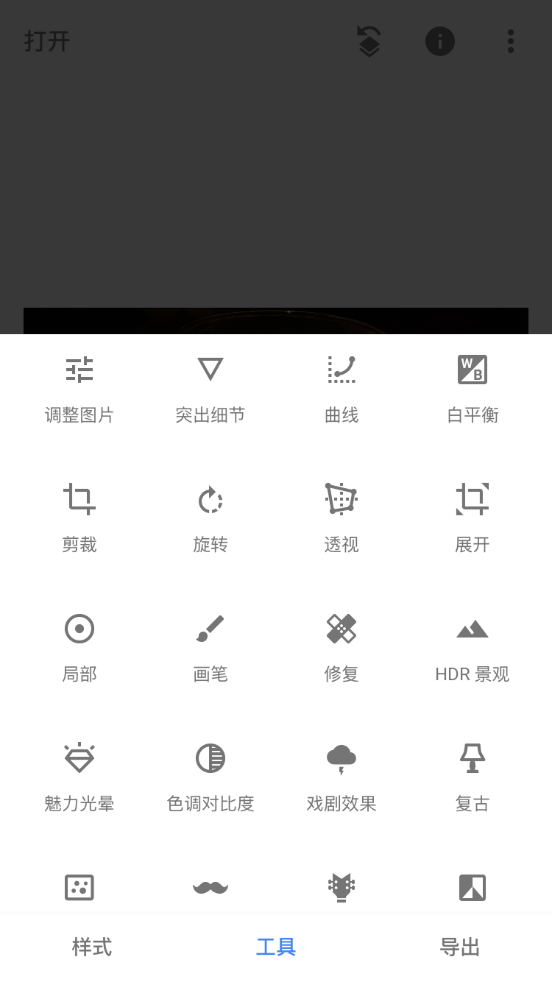 打开
调整图片 突出细节 曲线 白平衡
剪裁 旋转 透视 展开
局部 画笔 修复 HDR 景观
魅力光晕 色调对比度 戏剧效果 复古
样式 工具 导出